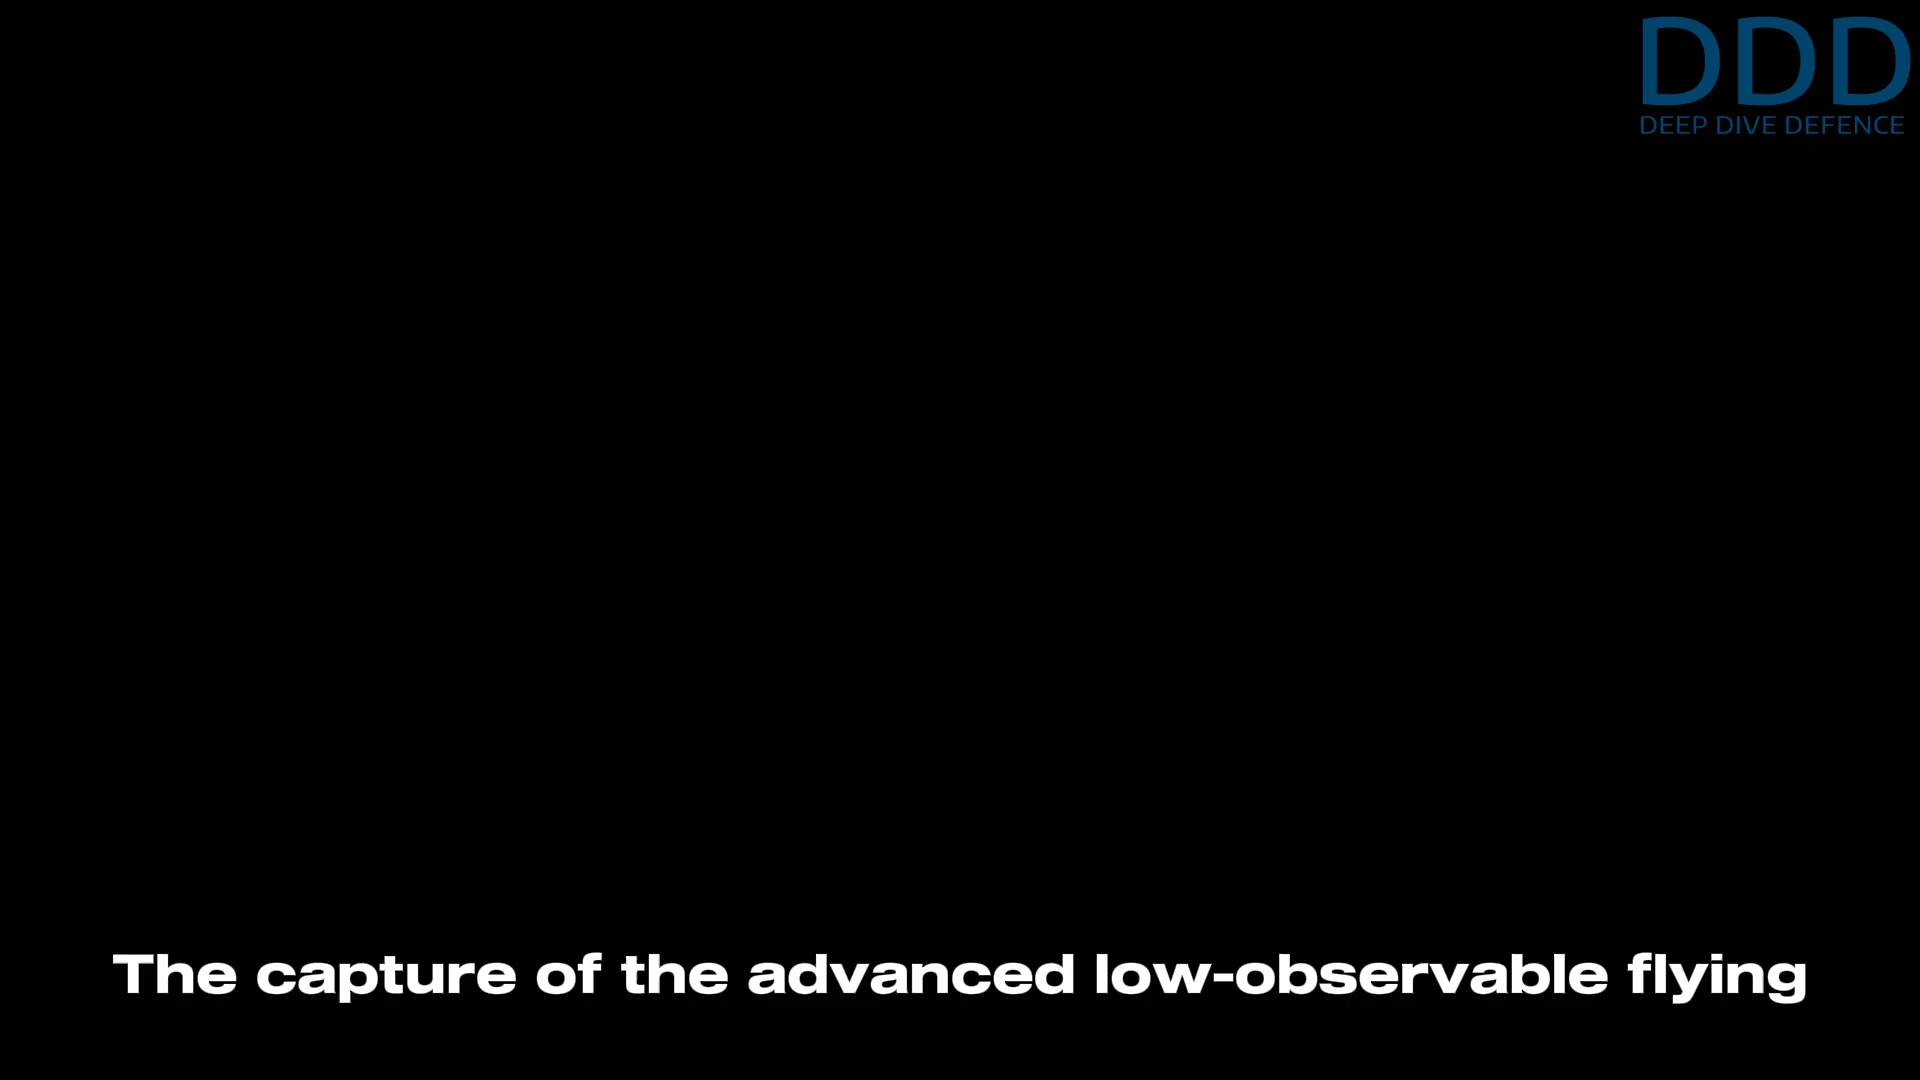 DDD
DEEP DIVE DEFENCE
The capture of the advanced low-observable flying